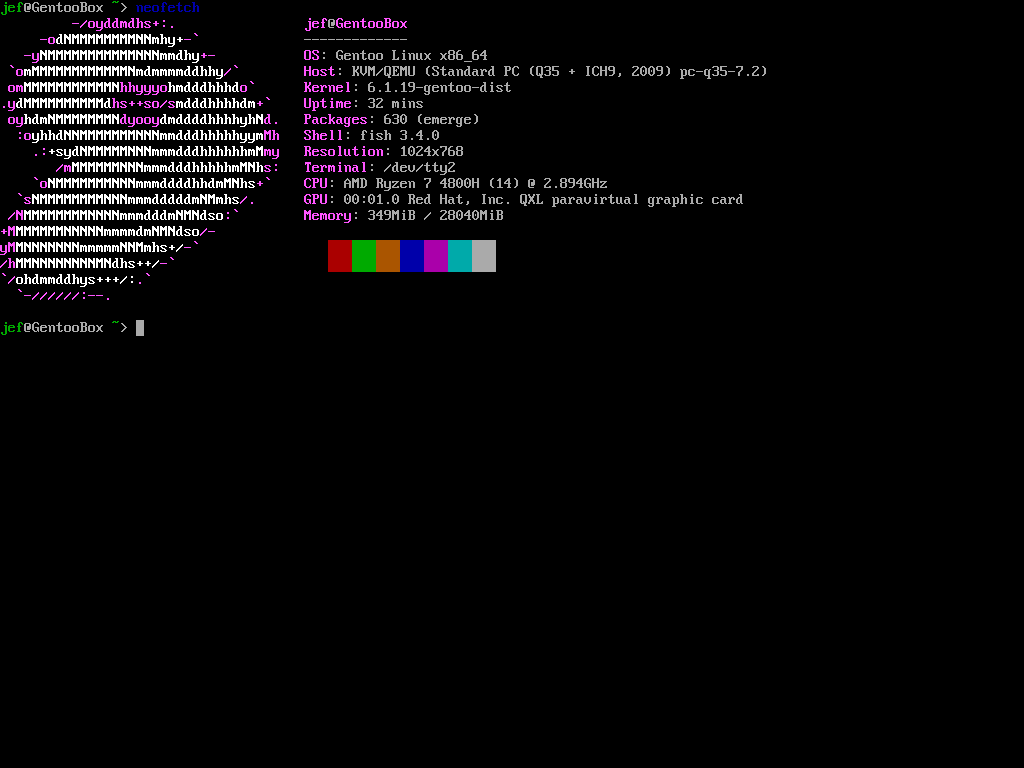 jef@GentooBox ~> neofetch
-/oyddmdhs+:.
-odNMMMMMMMMNNmhy+-`
-yNMMMMMMMMMMMNNNmmdhy+-
`omMMMMMMMMMMMMNmdmmmmddhhy/`
omMMMMMMMMMMMNhhyyyohmdddhhhdo`
.ydMMMMMMMMMMdhs++so/smdddhhhhdm+`
oyhdmNMMMMMMMNdyooydmddddhhhhyhNd.
:oyhhdNNMMMMMMMNNNmmdddhhhhhyymMh
.:+sydNMMMMMNNNmmmdddhhhhhhmMmy
/mMMMMMMNNNmmmdddhhhhhmMNhs:
`oNMMMMMMMNNNmmmddddhhdmMNhs+`
`sNMMMMMMMMNNNmmmdddddmNMmhs/.
/NMMMMMMMMNNNNmmmdddmNMNdso:`
+MMMMMMMNNNNNmmmmdmNMNdso/-
yMMNNNNNNNmmmmmNNMmhs+/-`
/hMMNNNNNNNNMNdhs++/-`
`/ohdmmddhys+++/:.`
`-//////:--.
jef@GentooBox
-------------
OS: Gentoo Linux x86_64
Host: KVM/QEMU (Standard PC (Q35 + ICH9, 2009) pc-q35-7.2)
Kernel: 6.1.19-gentoo-dist
Uptime: 32 mins
Packages: 630 (emerge)
Shell: fish 3.4.0
Resolution: 1024x768
Terminal: /dev/tty2
CPU: AMD Ryzen 7 4800H (14) @ 2.894GHz
GPU: 00:01.0 Red Hat, Inc. QXL paravirtual graphic card
Memory: 349MiB / 28040MiB
jef@GentooBox ~>